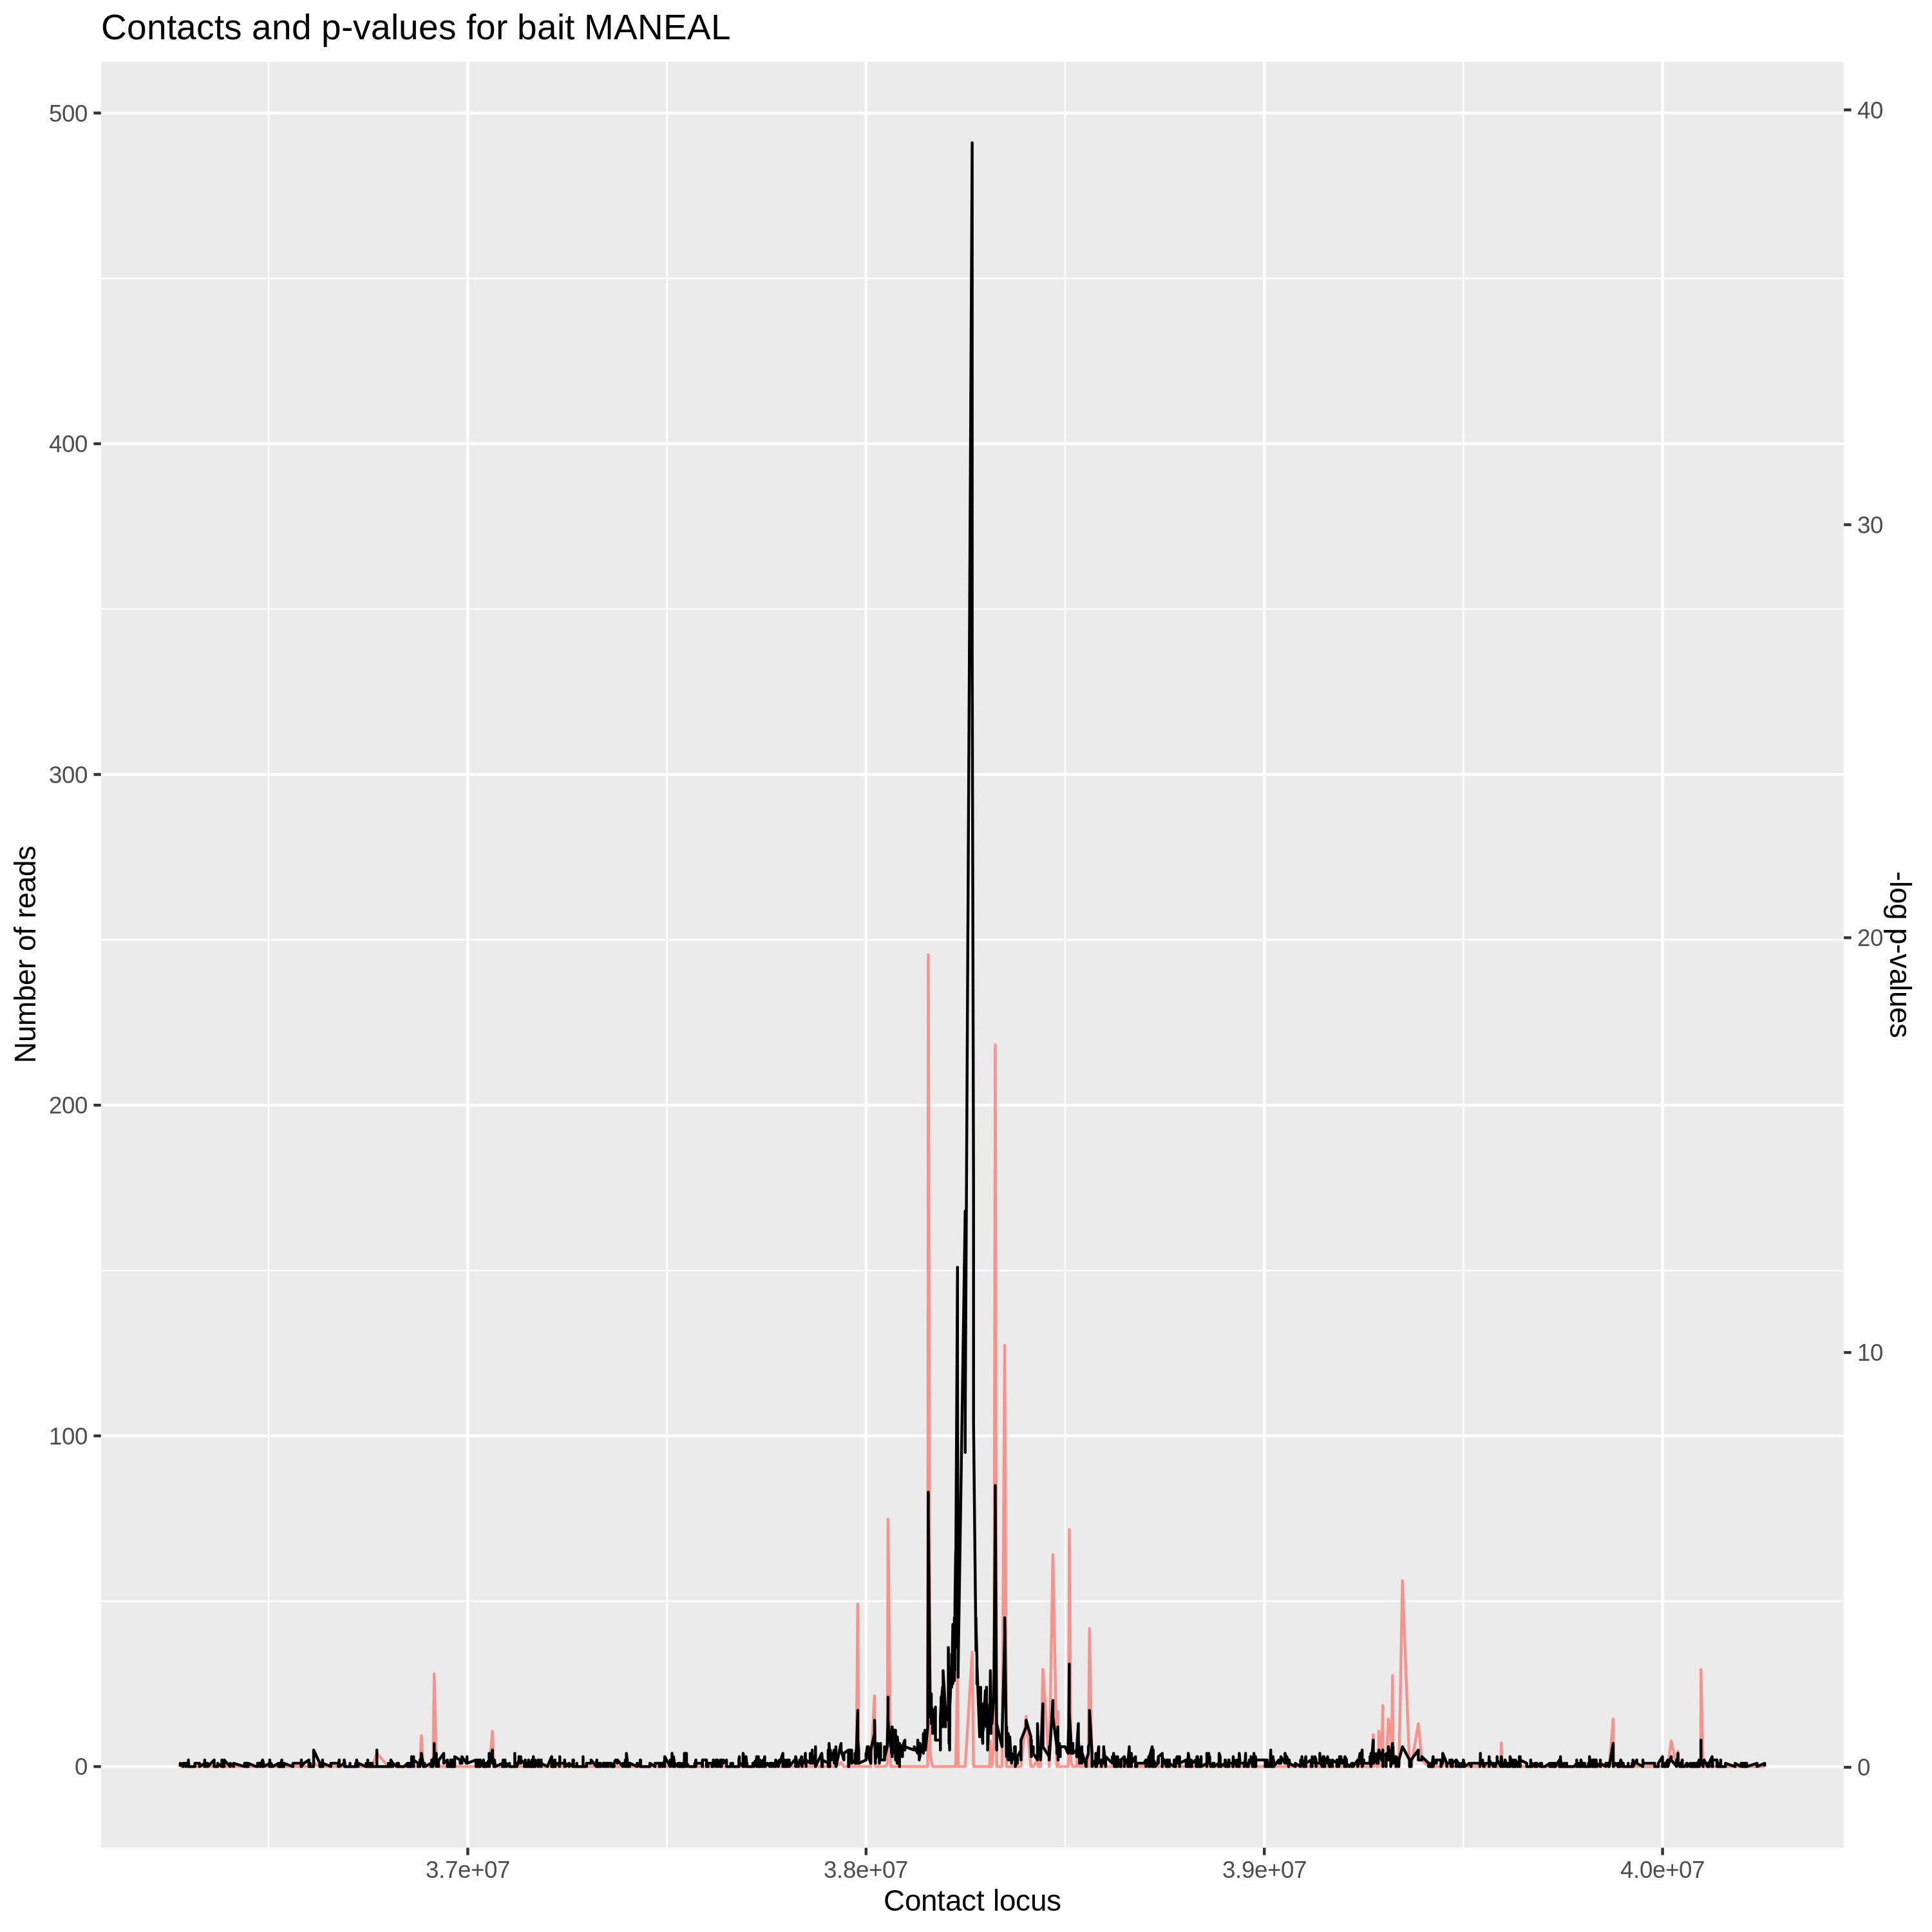 Contacts and p-values for bait MANEAL
500
400
300
200
100
0
Number of reads
40
30
20
10
0
-log p-values
3.7e+07
3.8e+07
3.9e+07
4.0e+07
Contact locus